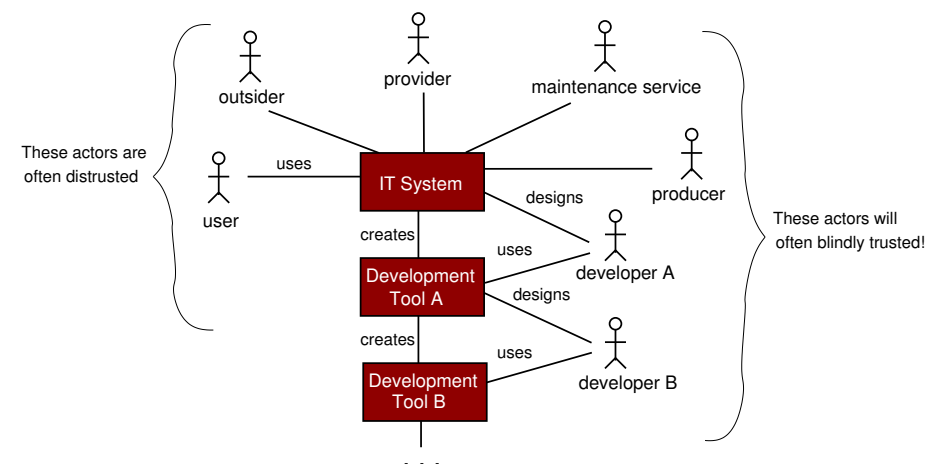 provider
maintenance service
outsider
These actors are
often distrusted
user
uses
IT System
producer
designs
These actors will
often blindly trusted!
creates
uses
developer A
Development
Tool A
designs
creates
uses
developer B
Development
Tool B
...